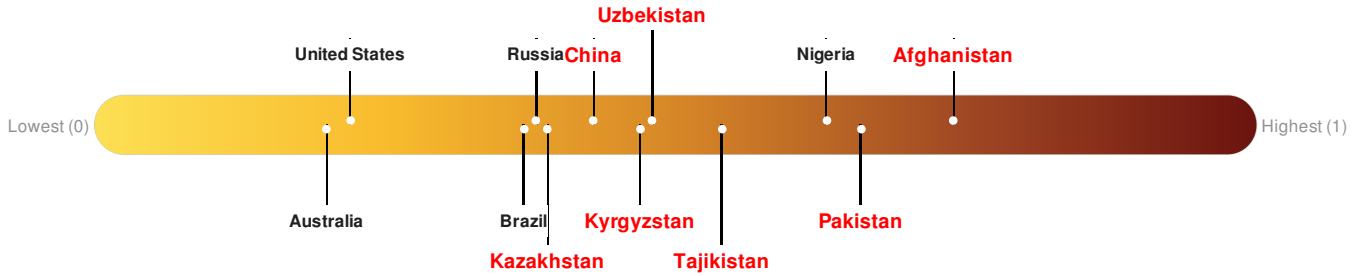 Uzbekistan
United States
Russia
China
Nigeria
Afghanistan
Lowest (0)
Highest (1)
Australia
Brazil
Kyrgyzstan
Pakistan
Kazakhstan
Tajikistan